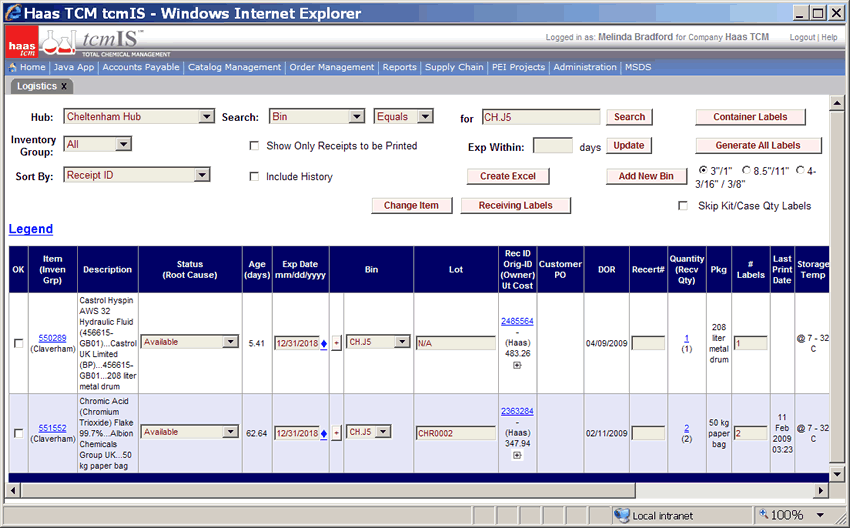 Haas TCM tcmIS - Windows Internet Explorer
haas tcm
tcmIS™
TOTAL CHEMICAL MANAGEMENT
Logged in as: Melinda Bradford for Company Haas TCM
Logout | Help
Home | Java App | Accounts Payable | Catalog Management | Order Management | Reports | Supply Chain | PEI Projects | Administration | MSDS
Logistics X
Hub: Cheltenham Hub Search: Bin Equals for CH.J5 Search Container Labels
Inventory Group: All Show Only Receipts to be Printed Exp Within: days Update Generate All Labels
Sort By: Receipt ID Include History Create Excel Add New Bin 3"/1" 8.5"/11" 4-
3/16" / 3/8"
Change Item Receiving Labels Skip Kit/Case Qty Labels
Legend
OK
Item
(Inven
Grp)
Description
Status
(Root Cause)
Age
(days)
Exp Date
mm/dd/yyyy
Bin
Lot
Rec ID
Orig-ID
(Owner)
Ut Cost
Customer
PO
DOR
Recert#
Quantity
(Recv
Qty)
Pkg
#
Labels
Last
Print
Date
Storage
Temp
550289
(Claverham)
Castrol Hyspin
AWS 32
Hydraulic Fluid
(456615-
GB01)...Castrol
UK Limited
(BP)...456615-
GB01...208 liter
metal drum
Available
5.41
12/31/2018
+
CH.J5
N/A
2485564
-
(Haas)
483.26
04/09/2009
1
(1)
208
liter
metal
drum
1
@ 7 - 32
C
551552
(Claverham)
Chromic Acid
(Chromium
Trioxide) Flake
99.7%...Albion
Chemicals
Group UK...50
kg paper bag
Available
62.64
12/31/2018
+
CH.J5
CHR0002
2363284
-
(Haas)
347.94
02/11/2009
2
(2)
50 kg
paper
bag
2
11
Feb
2009
03:23
@ 7 - 32
C
Local intranet
100%